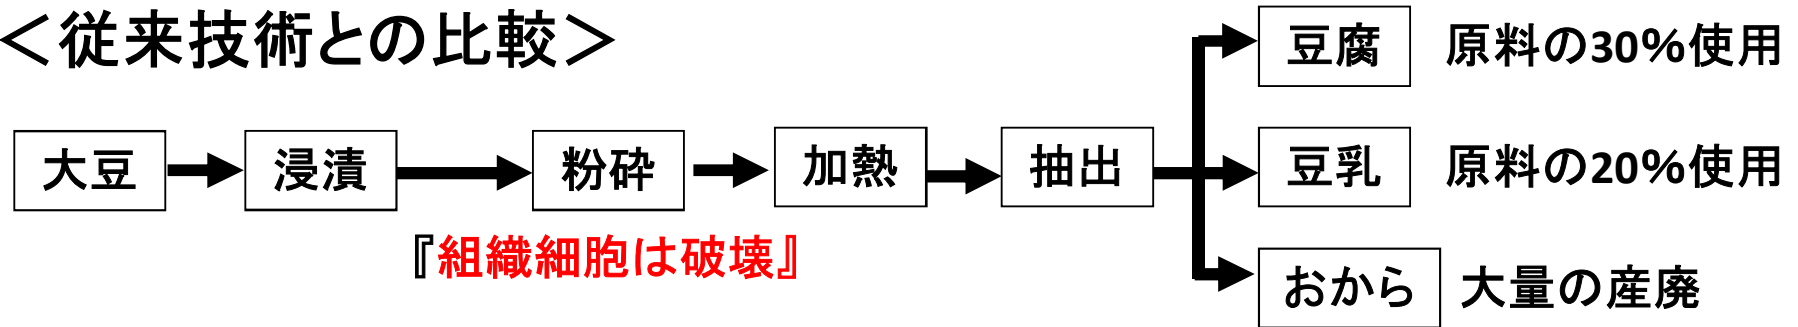 ＜従来技術との比較＞
大豆
浸漬
粉砕
加熱
抽出
『組織細胞は破壊』
豆腐 原料の30%使用
豆乳 原料の20%使用
おから 大量の産廃